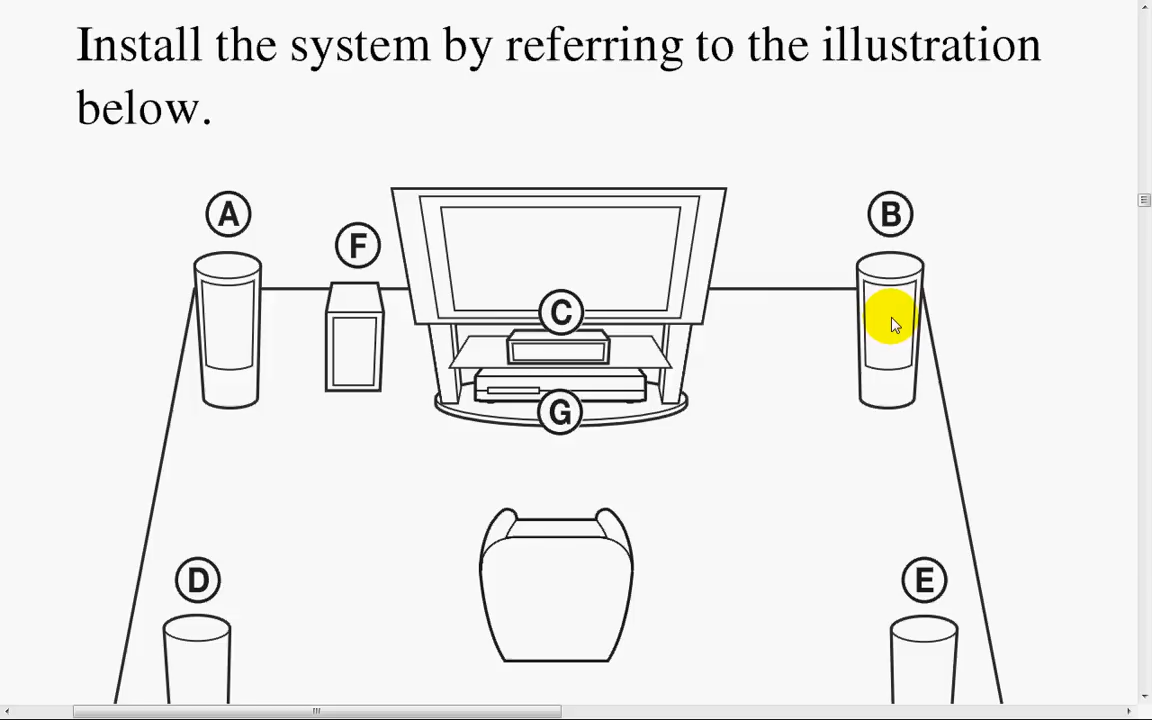 Install the system by referring to the illustration
below.
A
B
F
C
G
D
E